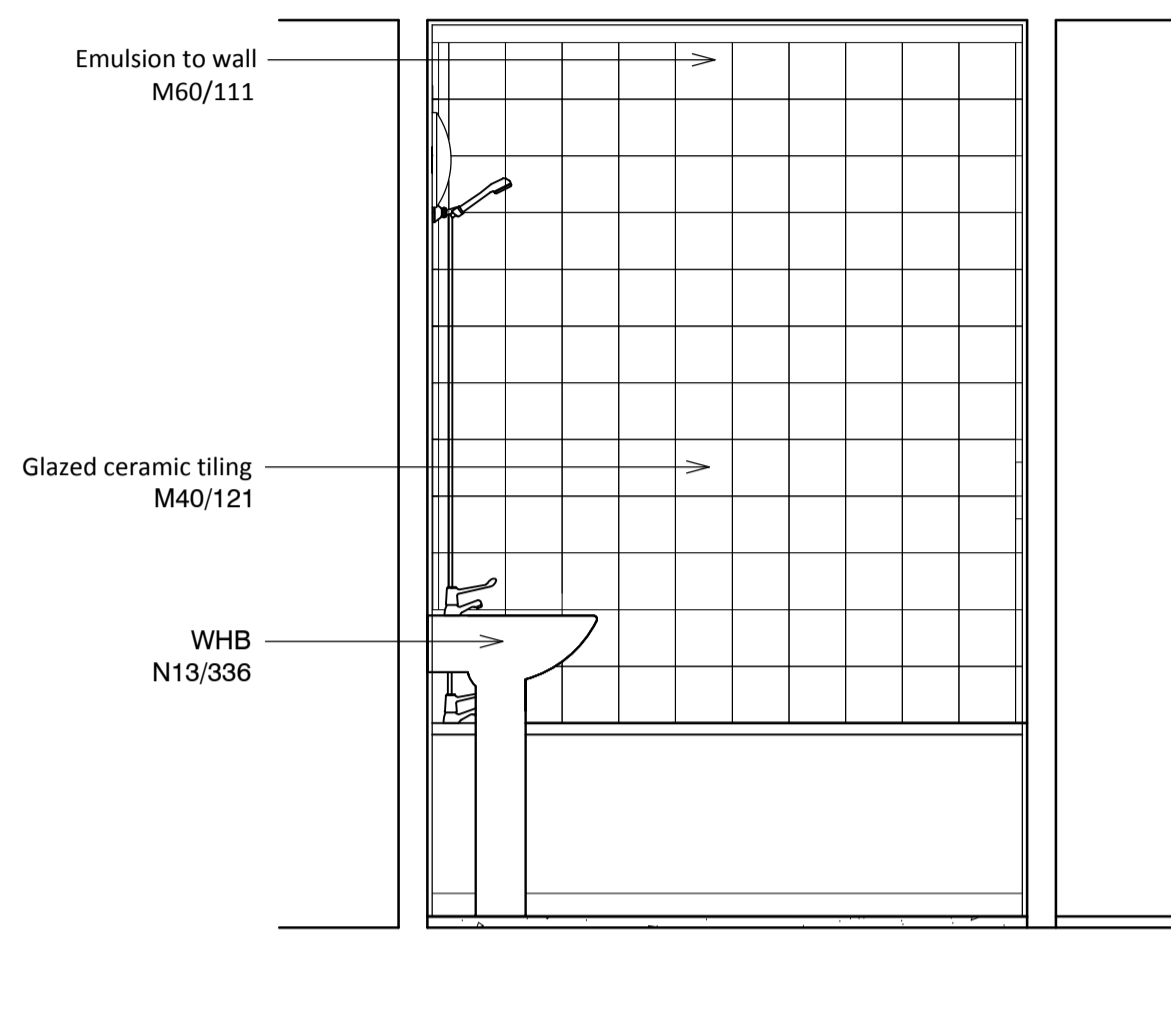 Emulsion to wall
M60/111
Glazed ceramic tiling
M40/121
WHB
N13/336